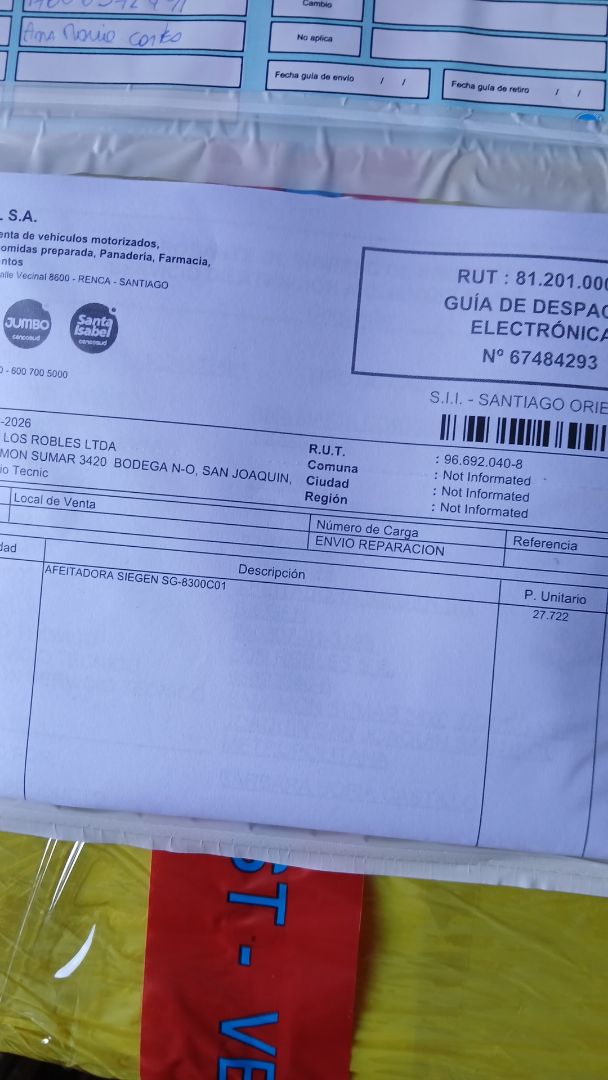 Cambio
No aplica
Fecha guía de envío / /
Fecha guía de retiro / /
. S.A.
enta de vehiculos motorizados,
omidas preparada, Panadería, Farmacia,
ntos
alle Vecinal 8600 - RENCA - SANTIAGO
JUMBO
cencosud
Santa
Isabel
cencosud
0 - 600 700 5000
RUT : 81.201.000
GUÍA DE DESPAC
ELECTRÓNICA
Nº 67484293
S.I.I. - SANTIAGO ORIE
-2026
LOS ROBLES LTDA
MON SUMAR 3420 BODEGA N-O, SAN JOAQUIN,
io Tecnic
R.U.T. : 96.692.040-8
Comuna : Not Informated
Ciudad : Not Informated
Región : Not Informated
Local de Venta
Número de Carga
Referencia
ENVIO REPARACION
dad
Descripción
P. Unitario
AFEITADORA SIEGEN SG-8300C01
27.722
ST - VE